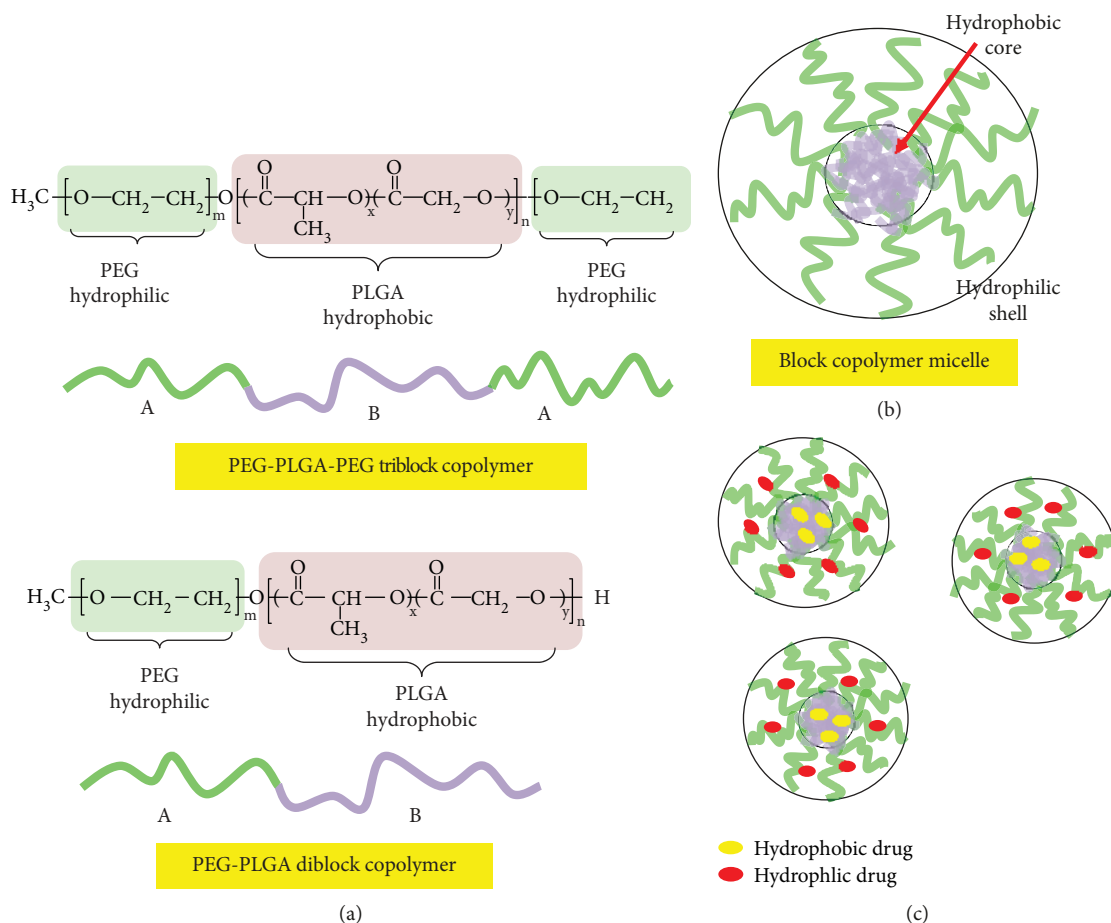 H3C—[O—CH2—CH2]m O[(C(=O)—CH(CH3)—O)x(C(=O)—CH2—O)y]n[O—CH2—CH2
PEG
hydrophilic
PLGA
hydrophobic
PEG
hydrophilic
A
B
A
PEG-PLGA-PEG triblock copolymer
H3C—[O—CH2—CH2]m O[(C(=O)—CH(CH3)—O)x(C(=O)—CH2—O)y]n H
PEG
hydrophilic
PLGA
hydrophobic
A
B
PEG-PLGA diblock copolymer
(a)
Hydrophobic
core
Hydrophilic
shell
Block copolymer micelle
(b)
Hydrophobic drug
Hydrophlic drug
(c)